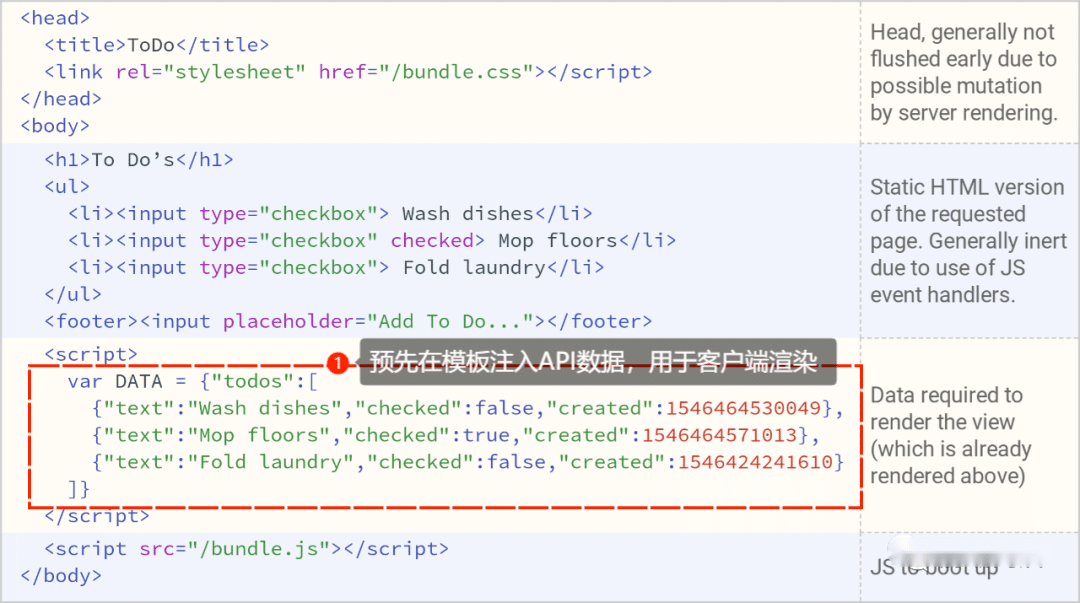 <head>
<title>ToDo</title>
<link rel="stylesheet" href="/bundle.css"></script>
</head>
<body>
Head, generally not
flushed early due to
possible mutation
by server rendering.
<h1>To Do’s</h1>
<ul>
<li><input type="checkbox"> Wash dishes</li>
<li><input type="checkbox" checked> Mop floors</li>
<li><input type="checkbox"> Fold laundry</li>
</ul>
<footer><input placeholder="Add To Do..."></footer>
Static HTML version
of the requested
page. Generally inert
due to use of JS
event handlers.
<script>
1 预先在模板注入API数据，用于客户端渲染
var DATA = {"todos":[
{"text":"Wash dishes","checked":false,"created":1546464530049},
{"text":"Mop floors","checked":true,"created":1546464571013},
{"text":"Fold laundry","checked":false,"created":1546424241610}
]}
</script>
Data required to
render the view
(which is already
rendered above)
<script src="/bundle.js"></script>
</body>
JS to boot up